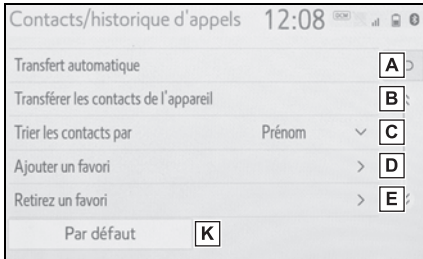 Contacts/historique d'appels 12:08 DCM
Transfert automatique A
Transférer les contacts de l'appareil B
Trier les contacts par Prénom C
Ajouter un favori D
Retirez un favori E
Par défaut K